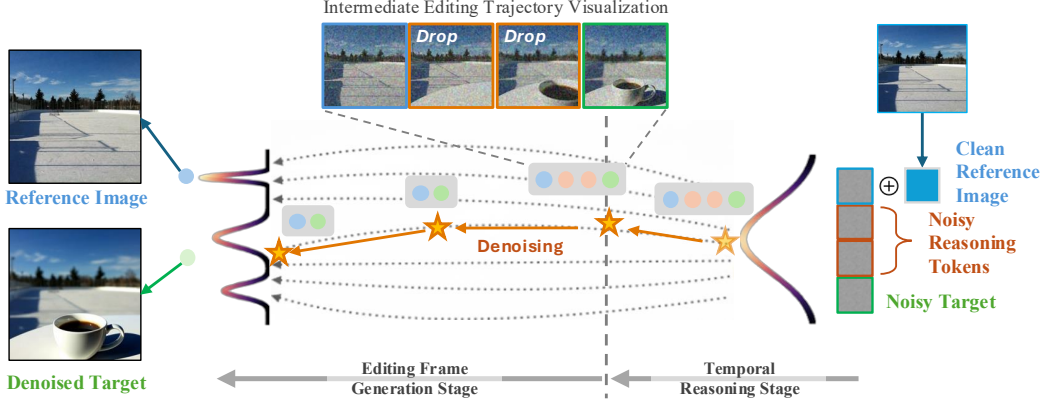 Intermediate Editing Trajectory Visualization
Drop
Drop
Reference Image
Clean
Reference
Image
Noisy
Reasoning
Tokens
Noisy Target
Denoising
Denoised Target
Editing Frame
Generation Stage
Temporal
Reasoning Stage